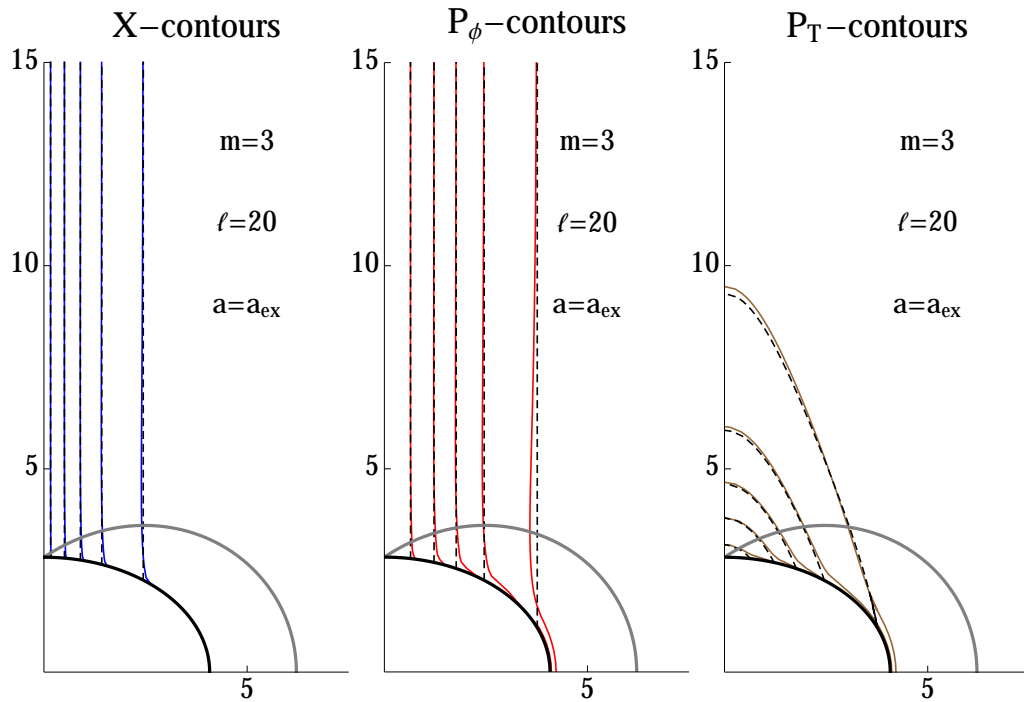 X−contours
15
m=3
ℓ=20
10
a=a_ex
5
5
P_ϕ−contours
15
m=3
ℓ=20
10
a=a_ex
5
5
P_T−contours
15
m=3
ℓ=20
10
a=a_ex
5
5